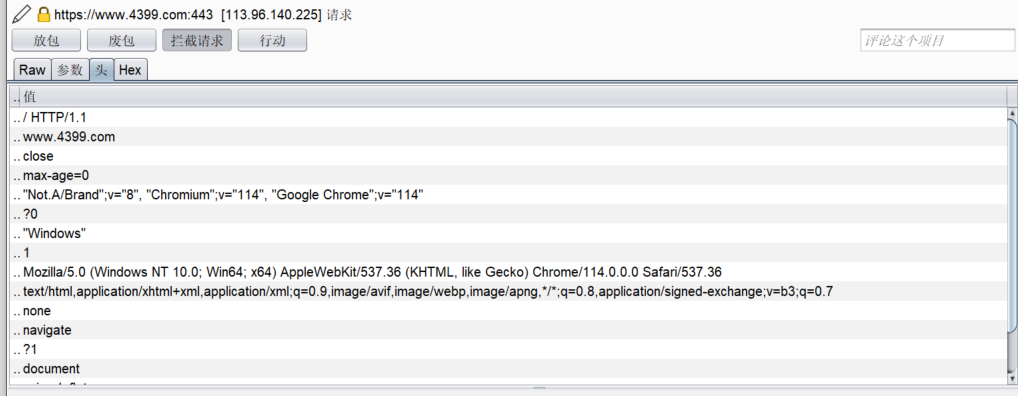 https://www.4399.com:443 [113.96.140.225] 请求
放包 废包 拦截请求 行动 评论这个项目
Raw 参数 头 Hex
.. 值
.. / HTTP/1.1
.. www.4399.com
.. close
.. max-age=0
.. "Not.A/Brand";v="8", "Chromium";v="114", "Google Chrome";v="114"
.. ?0
.. "Windows"
.. 1
.. Mozilla/5.0 (Windows NT 10.0; Win64; x64) AppleWebKit/537.36 (KHTML, like Gecko) Chrome/114.0.0.0 Safari/537.36
.. text/html,application/xhtml+xml,application/xml;q=0.9,image/avif,image/webp,image/apng,*/*;q=0.8,application/signed-exchange;v=b3;q=0.7
.. none
.. navigate
.. ?1
.. document